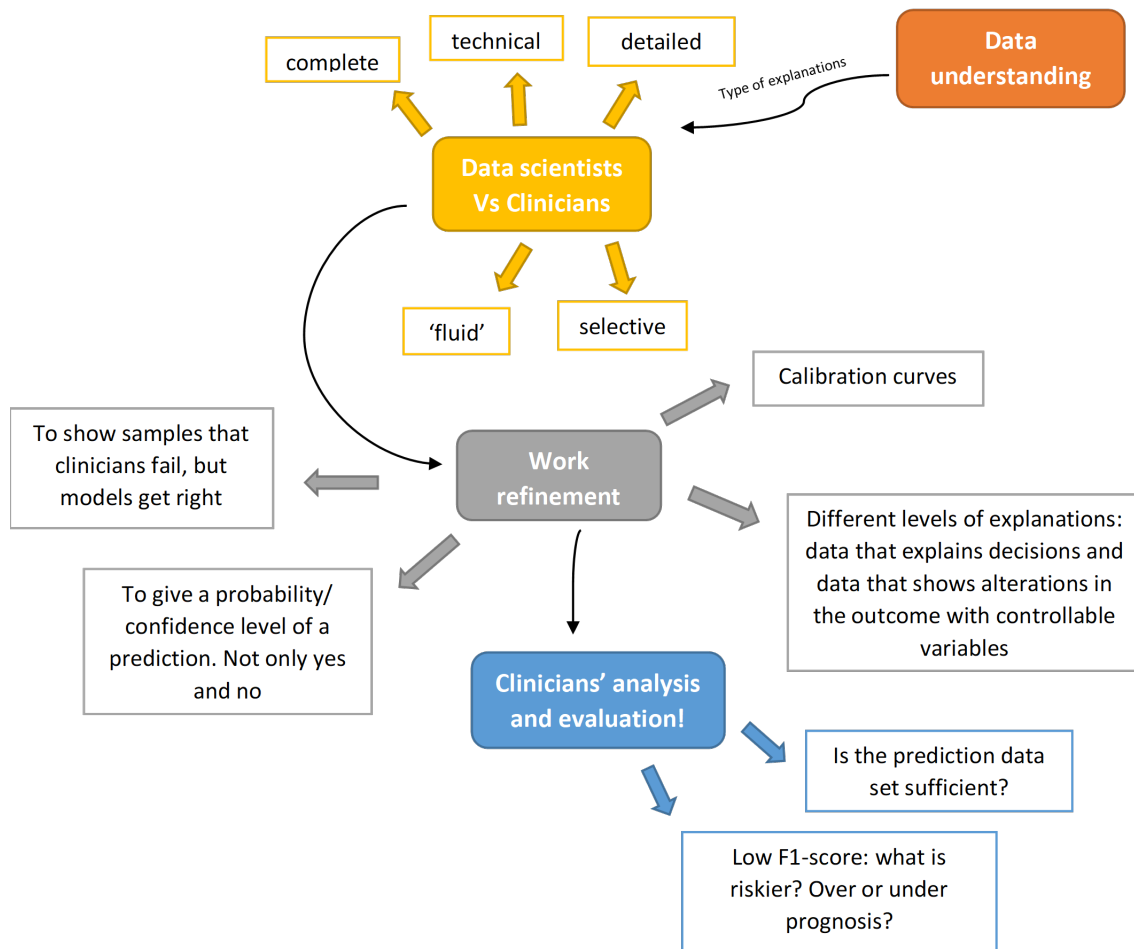 Data
understanding
Type of explanations
complete
technical
detailed
Data scientists
Vs Clinicians
‘fluid’
selective
Calibration curves
To show samples that
clinicians fail, but
models get right
Work
refinement
Different levels of explanations:
data that explains decisions and
data that shows alterations in
the outcome with controllable
variables
To give a probability/
confidence level of a
prediction. Not only yes
and no
Clinicians’ analysis
and evaluation!
Is the prediction data
set sufficient?
Low F1-score: what is
riskier? Over or under
prognosis?